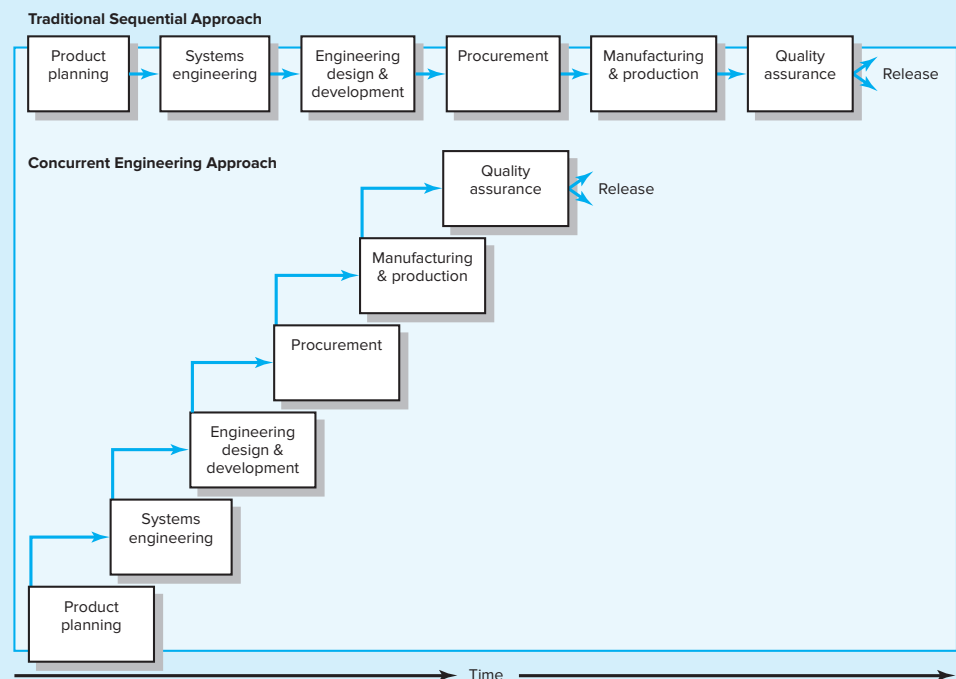 Traditional Sequential Approach
Product
planning
Systems
engineering
Engineering
design &
development
Procurement
Manufacturing
& production
Quality
assurance
Release
Concurrent Engineering Approach
Quality
assurance
Release
Manufacturing
& production
Procurement
Engineering
design &
development
Systems
engineering
Product
planning
Time